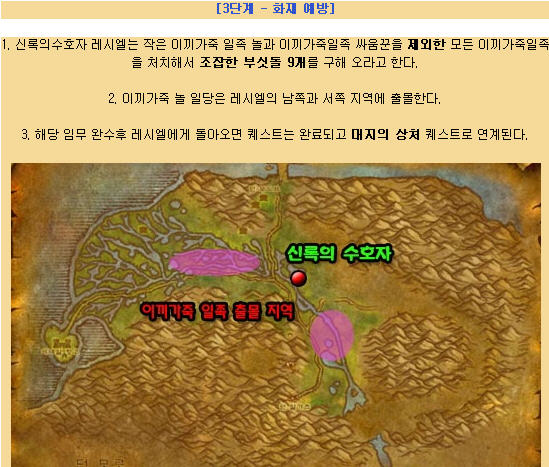 [3단계 - 화재 예방]
1. 신록의수호자 레시엘는 작은 이끼가죽 일족 놀과 이끼가죽일족 싸움꾼을 제외한 모든 이끼가죽일족
을 처치해서 조잡한 부싯돌 9개를 구해 오라고 한다.
2. 이끼가죽 놀 일당은 레시엘의 남쪽과 서쪽 지역에 출몰한다.
3. 해당 임무 완수후 레시엘에게 돌아오면 퀘스트는 완료되고 대지의 상처 퀘스트로 연계된다.
신록의 수호자
이끼가죽 일족 출몰 지역
던 모로